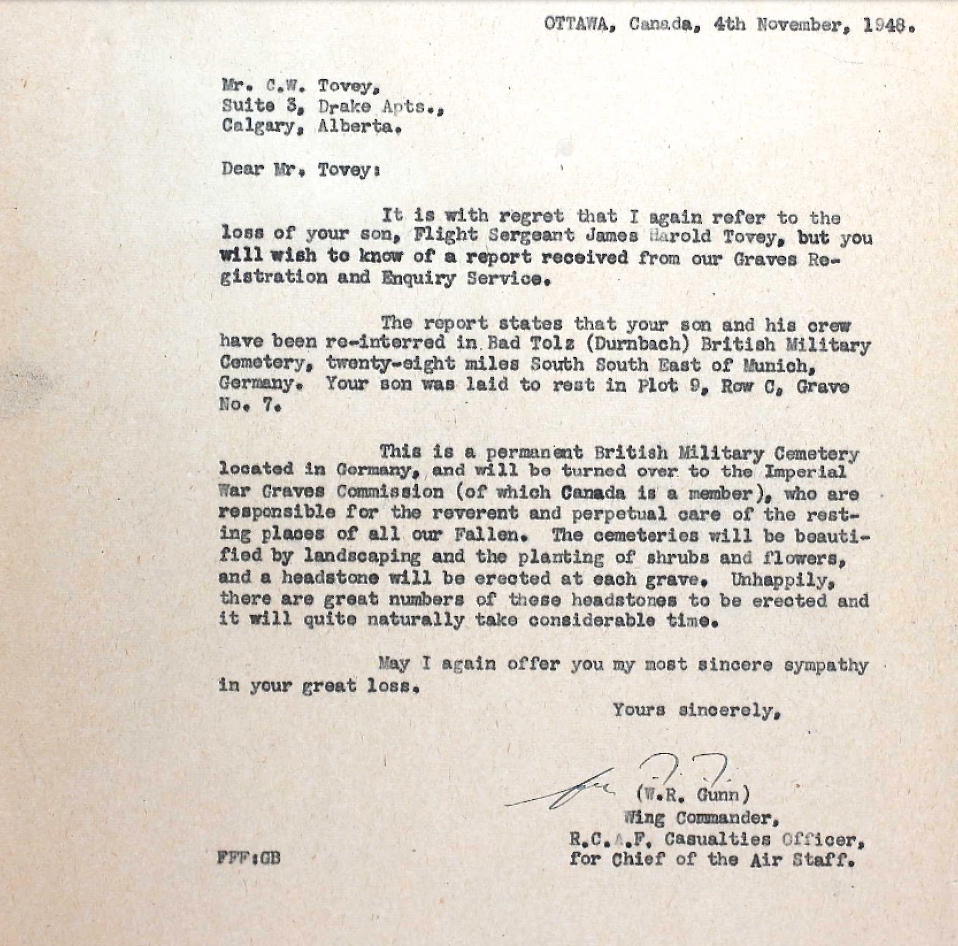 OTTAWA, Canada, 4th November, 1948.
Mr. C.W. Tovey,
Suite 3, Drake Apts.,
Calgary, Alberta.
Dear Mr. Tovey:
It is with regret that I again refer to the
loss of your son, Flight Sergeant James Harold Tovey, but you
will wish to know of a report received from our Graves Re-
gistration and Enquiry Service.
The report states that your son and his crew
have been re-interred in Bad Tolz (Durnbach) British Military
Cemetery, twenty-eight miles South South East of Munich,
Germany. Your son was laid to rest in Plot 9, Row C, Grave
No. 7.
This is a permanent British Military Cemetery
located in Germany, and will be turned over to the Imperial
War Graves Commission (of which Canada is a member), who are
responsible for the reverent and perpetual care of the rest-
ing places of all our Fallen. The cemeteries will be beauti-
fied by landscaping and the planting of shrubs and flowers,
and a headstone will be erected at each grave. Unhappily,
there are great numbers of these headstones to be erected and
it will quite naturally take considerable time.
May I again offer you my most sincere sympathy
in your great loss.
Yours sincerely,
for (W.R. Gunn)
Wing Commander,
R.C.A.F. Casualties Officer,
FFF:GB for Chief of the Air Staff.